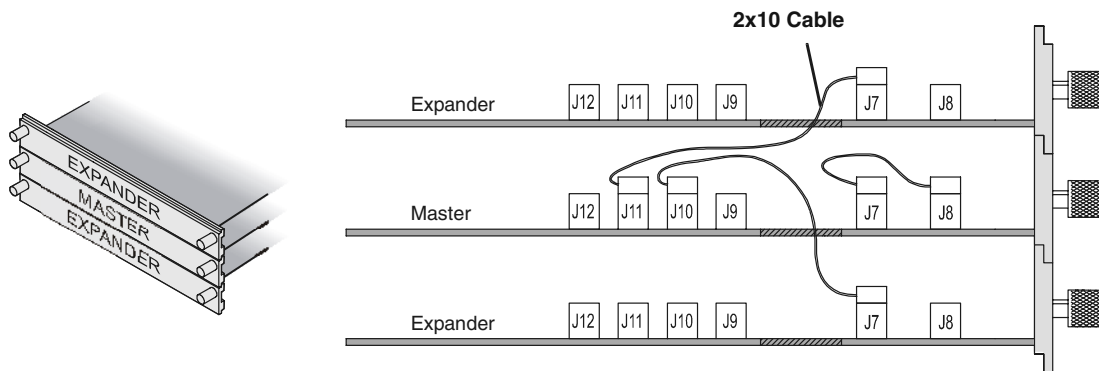 2x10 Cable
Expander
J12 J11 J10 J9 J7 J8
Master
J12 J11 J10 J9 J7 J8
Expander
J12 J11 J10 J9 J7 J8
EXPANDER
MASTER
EXPANDER